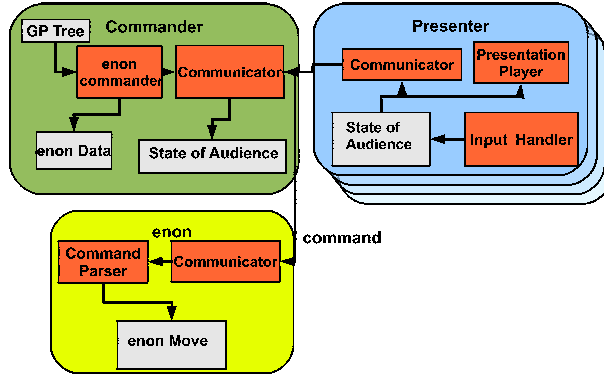 Commander
GP Tree
enon
commander
Communicator
enon Data
State of Audience
Presenter
Communicator
Presentation
Player
State of
Audience
Input Handler
command
enon
Command
Parser
Communicator
enon Move